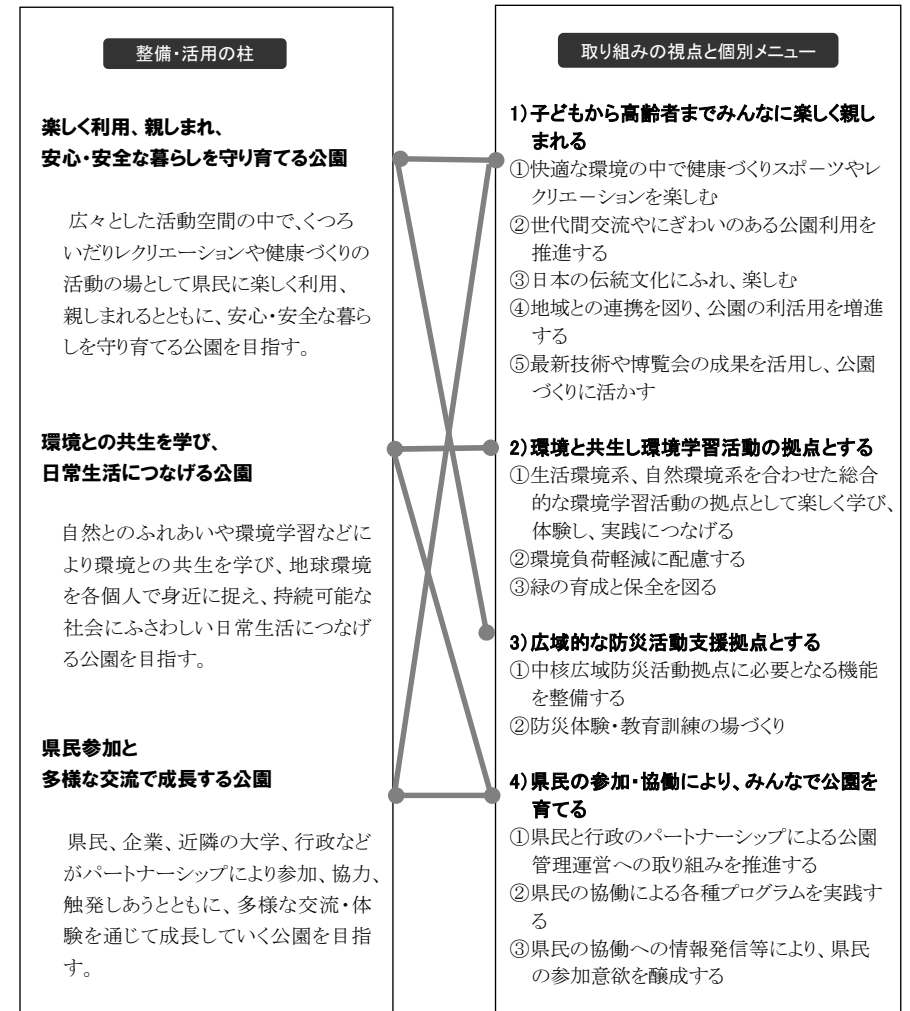 整備・活用の柱
楽しく利用、親しまれ、
安心・安全な暮らしを守り育てる公園
広々とした活動空間の中で、くつろ
いだりレクリエーションや健康づくりの
活動の場として県民に楽しく利用、
親しまれるとともに、安心・安全な暮ら
しを守り育てる公園を目指す。
環境との共生を学び、
日常生活につなげる公園
自然とのふれあいや環境学習などに
より環境との共生を学び、地球環境
を各個人で身近に捉え、持続可能な
社会にふさわしい日常生活につなげ
る公園を目指す。
県民参加と
多様な交流で成長する公園
県民、企業、近隣の大学、行政など
がパートナーシップにより参加、協力、
触発しあうとともに、多様な交流・体
験を通じて成長していく公園を目指
す。
取り組みの視点と個別メニュー
1)子どもから高齢者までみんなに楽しく親し
まれる
①快適な環境の中で健康づくりスポーツやレ
クリエーションを楽しむ
②世代間交流やにぎわいのある公園利用を
推進する
③日本の伝統文化にふれ、楽しむ
④地域との連携を図り、公園の利活用を増進
する
⑤最新技術や博覧会の成果を活用し、公園
づくりに活かす
2)環境と共生し環境学習活動の拠点とする
①生活環境系、自然環境系を合わせた総合
的な環境学習活動の拠点として楽しく学び、
体験し、実践につなげる
②環境負荷軽減に配慮する
③緑の育成と保全を図る
3)広域的な防災活動支援拠点とする
①中核広域防災活動拠点に必要となる機能
を整備する
②防災体験・教育訓練の場づくり
4)県民の参加・協働により、みんなで公園を
育てる
①県民と行政のパートナーシップによる公園
管理運営への取り組みを推進する
②県民の協働による各種プログラムを実践す
る
③県民の協働への情報発信等により、県民
の参加意欲を醸成する